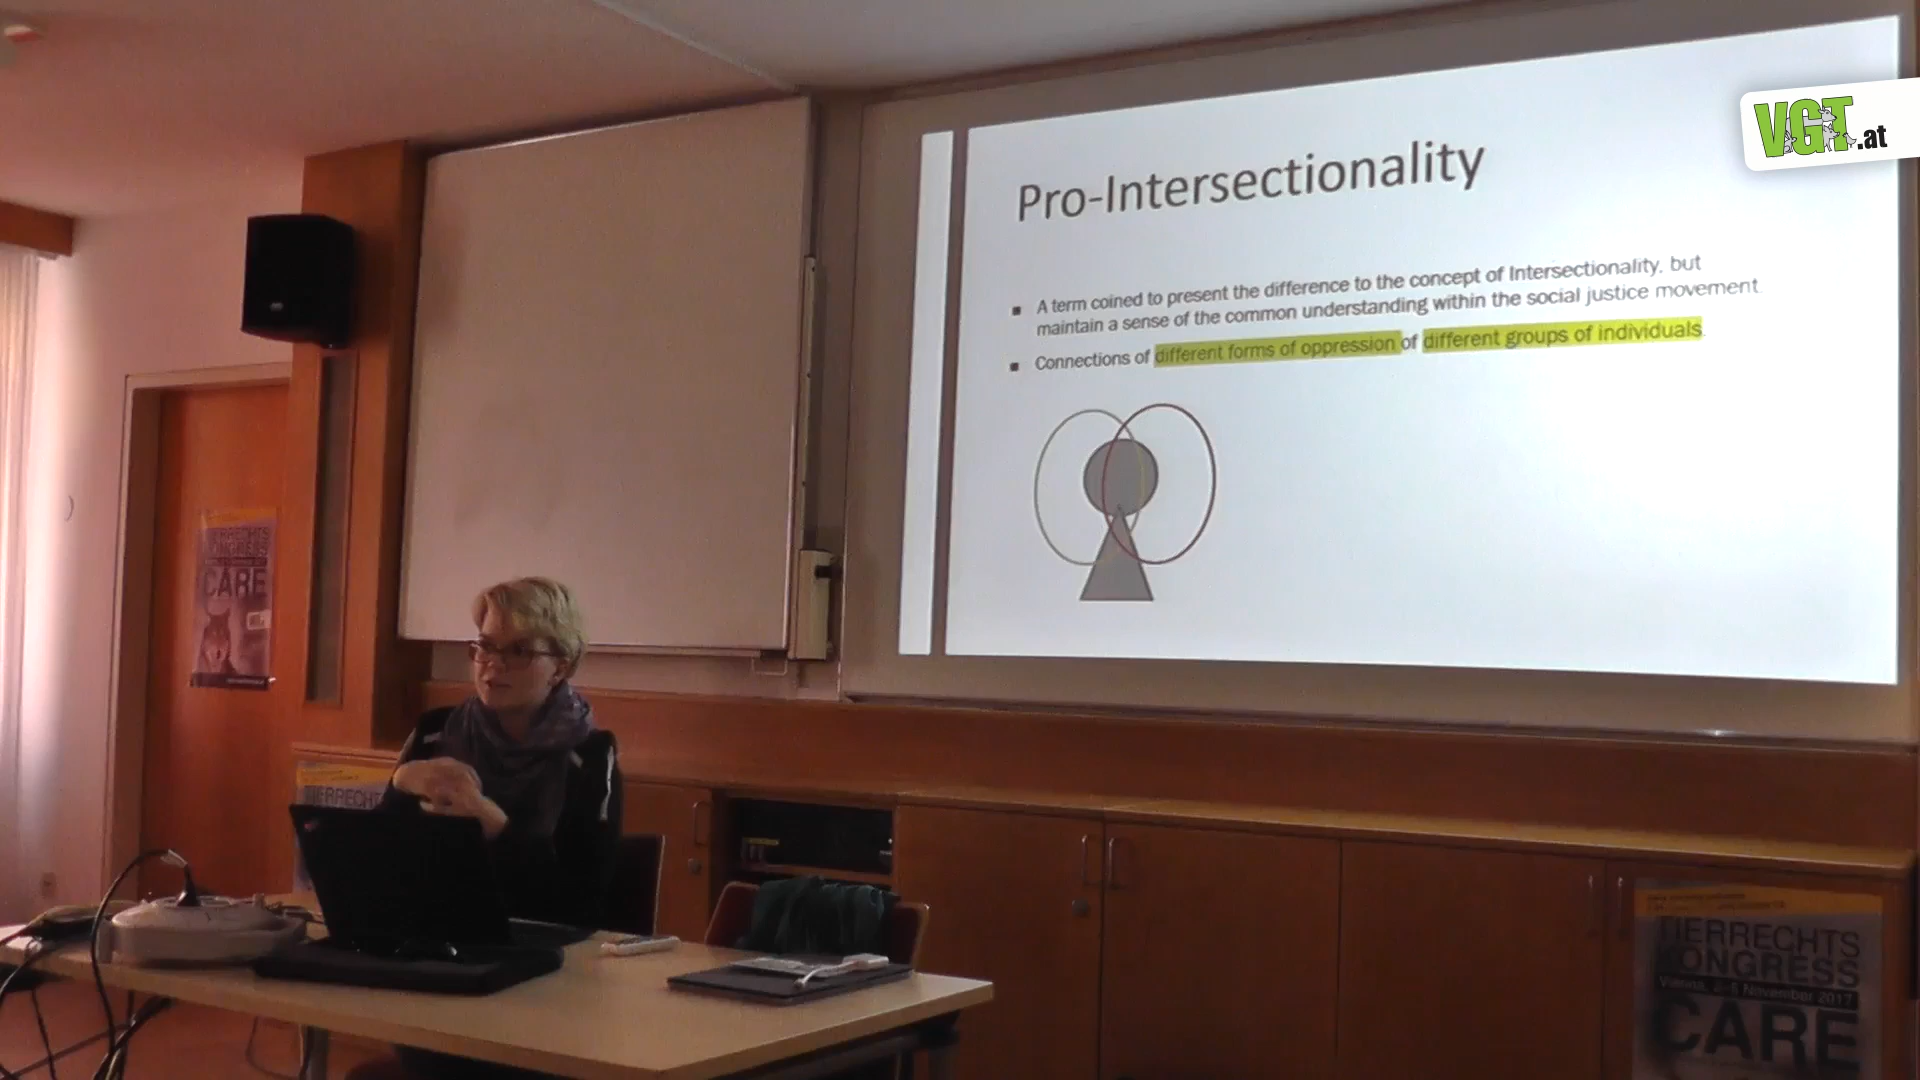 VGT.at
Pro-Intersectionality
A term coined to present the difference to the concept of Intersectionality, but
maintain a sense of the common understanding within the social justice movement.
Connections of different forms of oppression of different groups of individuals.
TIERRECHTS
KONGRESS
CARE
TIERRECHT
TIERRECHTS
KONGRESS
Vienna, 2-5 November 2017
CARE